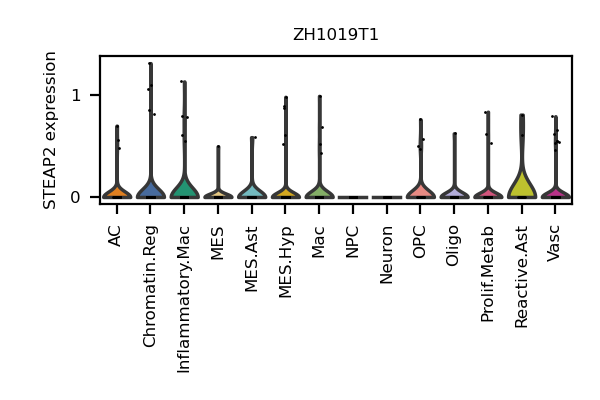 ZH1019T1
STEAP2 expression
1
0
AC
Chromatin.Reg
Inflammatory.Mac
MES
MES.Ast
MES.Hyp
Mac
NPC
Neuron
OPC
Oligo
Prolif.Metab
Reactive.Ast
Vasc